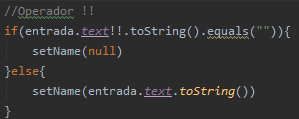 //Operador !!
if(entrada.text!!.toString().equals("")){
    setName(null)
}else{
    setName(entrada.text.toString())
}